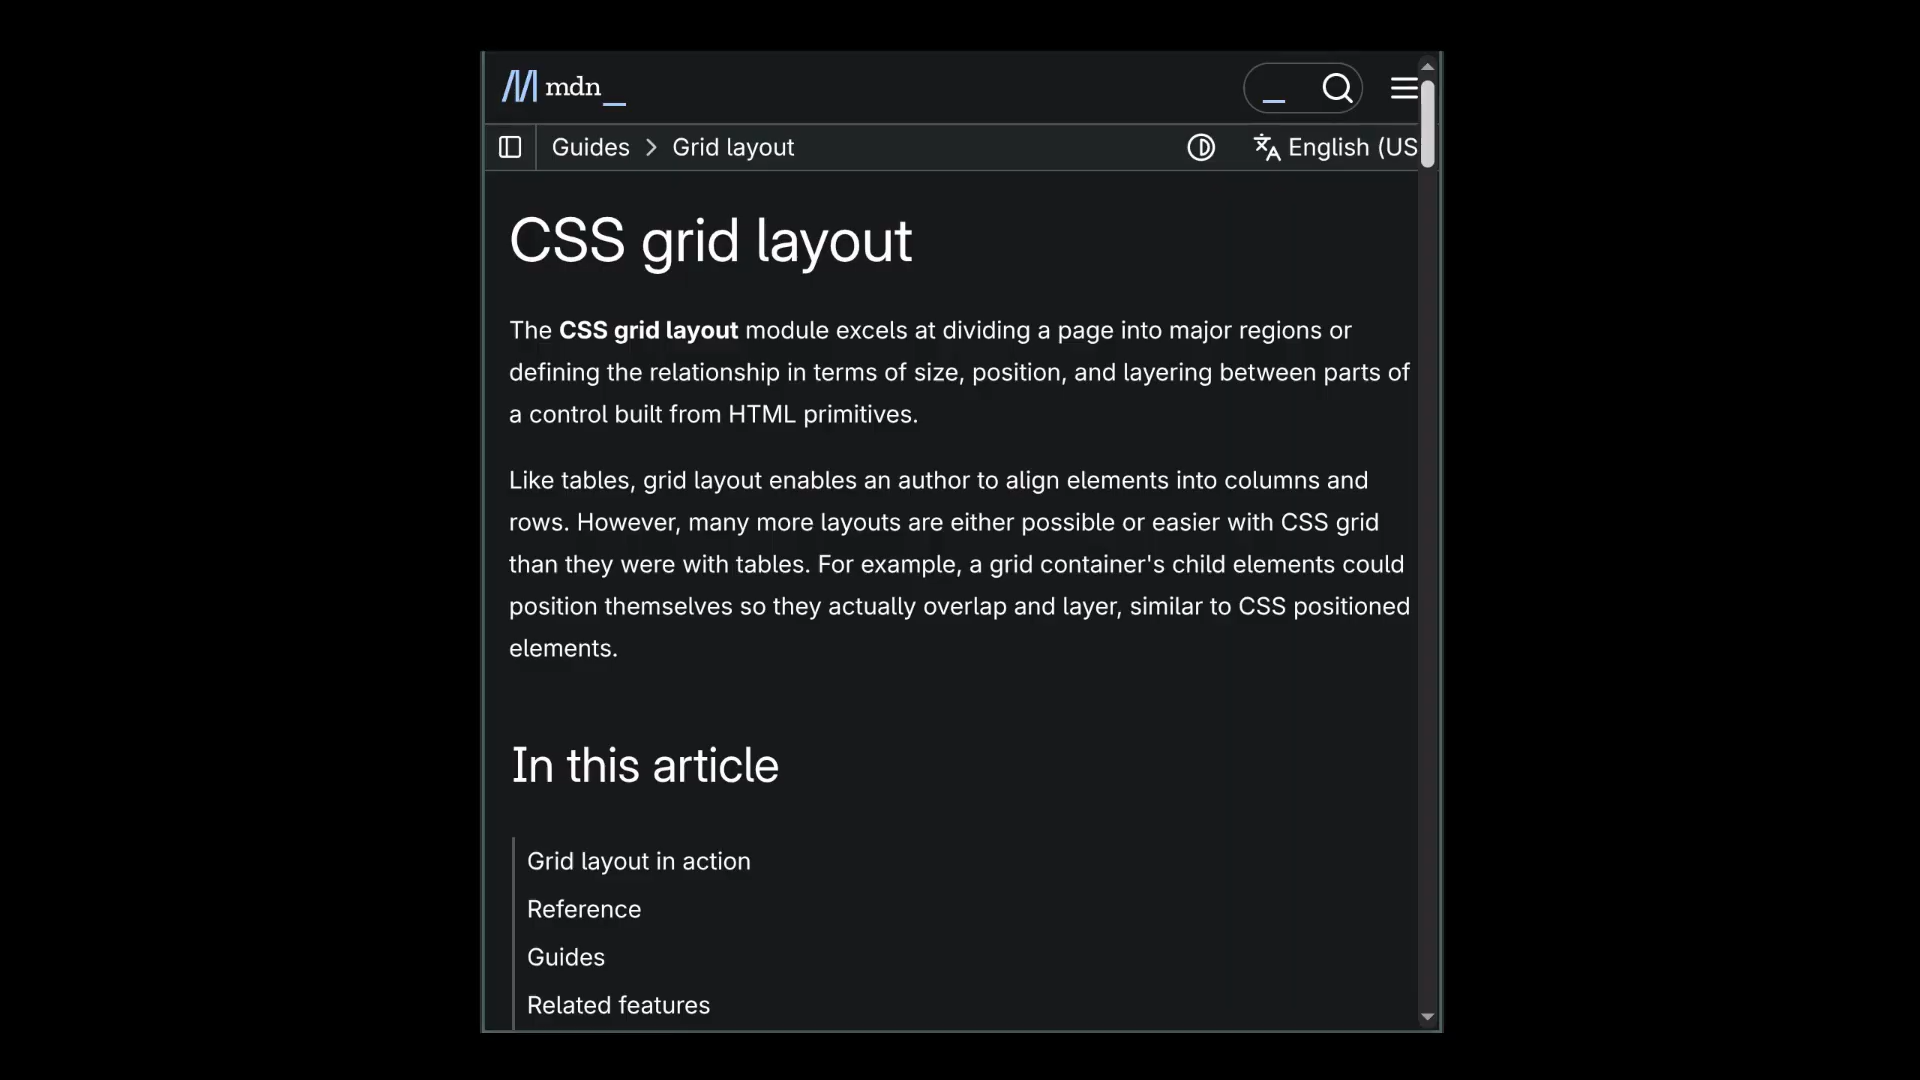 mdn_
Guides > Grid layout
English (US
CSS grid layout
The CSS grid layout module excels at dividing a page into major regions or
defining the relationship in terms of size, position, and layering between parts of
a control built from HTML primitives.
Like tables, grid layout enables an author to align elements into columns and
rows. However, many more layouts are either possible or easier with CSS grid
than they were with tables. For example, a grid container's child elements could
position themselves so they actually overlap and layer, similar to CSS positioned
elements.
In this article
Grid layout in action
Reference
Guides
Related features